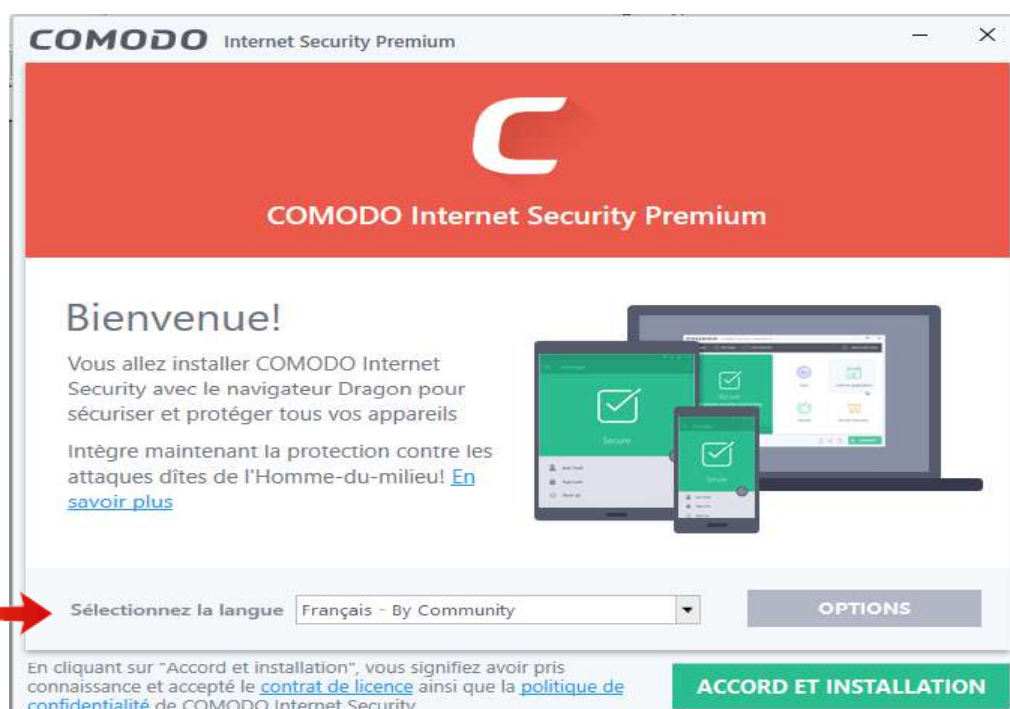 COMODO Internet Security Premium
COMODO Internet Security Premium
Bienvenue!
Vous allez installer COMODO Internet
Security avec le navigateur Dragon pour
sécuriser et protéger tous vos appareils
Intègre maintenant la protection contre les
attaques dîtes de l'Homme-du-milieu! En
savoir plus
Secure
Secure
Secure
Sélectionnez la langue Français - By Community
OPTIONS
En cliquant sur "Accord et installation", vous signifiez avoir pris
connaissance et accepté le contrat de licence ainsi que la politique de
confidentialité de COMODO Internet Security
ACCORD ET INSTALLATION